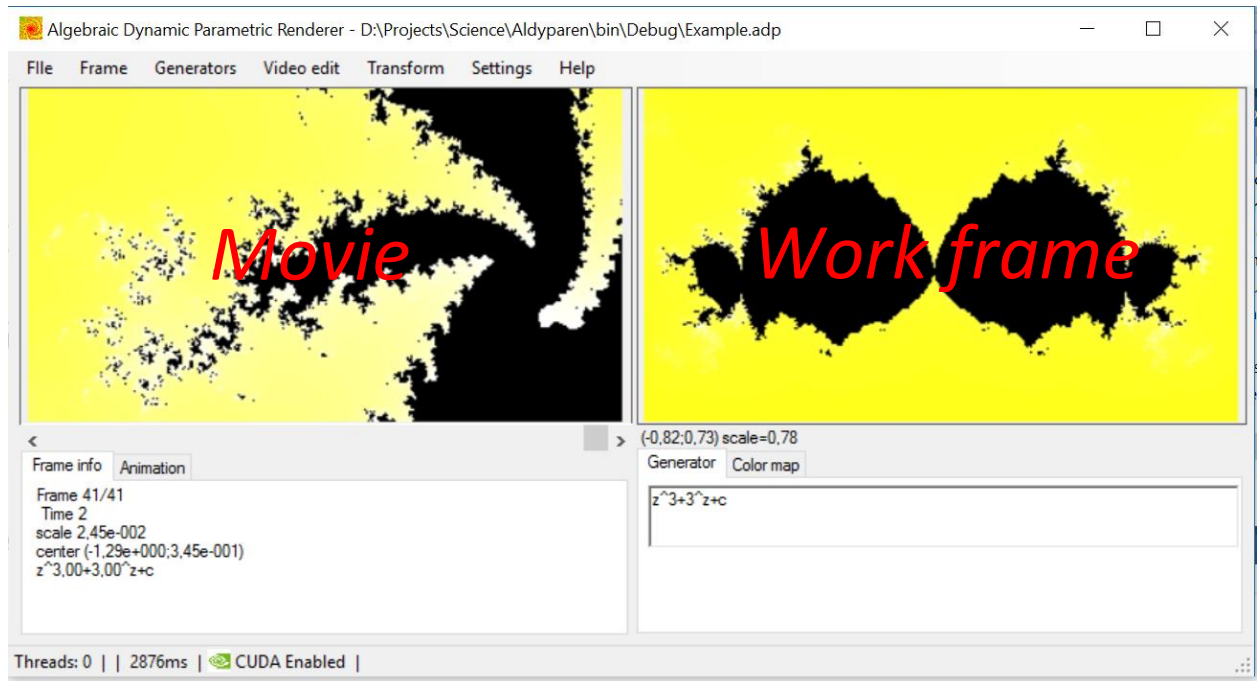 Algebraic Dynamic Parametric Renderer - D:\Projects\Science\Aldyparen\bin\Debug\Example.adp
FIle Frame Generators Video edit Transform Settings Help
Movie
Work frame
(-0,82;0,73) scale=0,78
Frame info Animation
Frame 41/41
Time 2
scale 2,45e-002
center (-1,29e+000;3,45e-001)
z^3,00+3,00^z+c
Generator Color map
z^3+3^z+c
Threads: 0 | | 2876ms | CUDA Enabled |